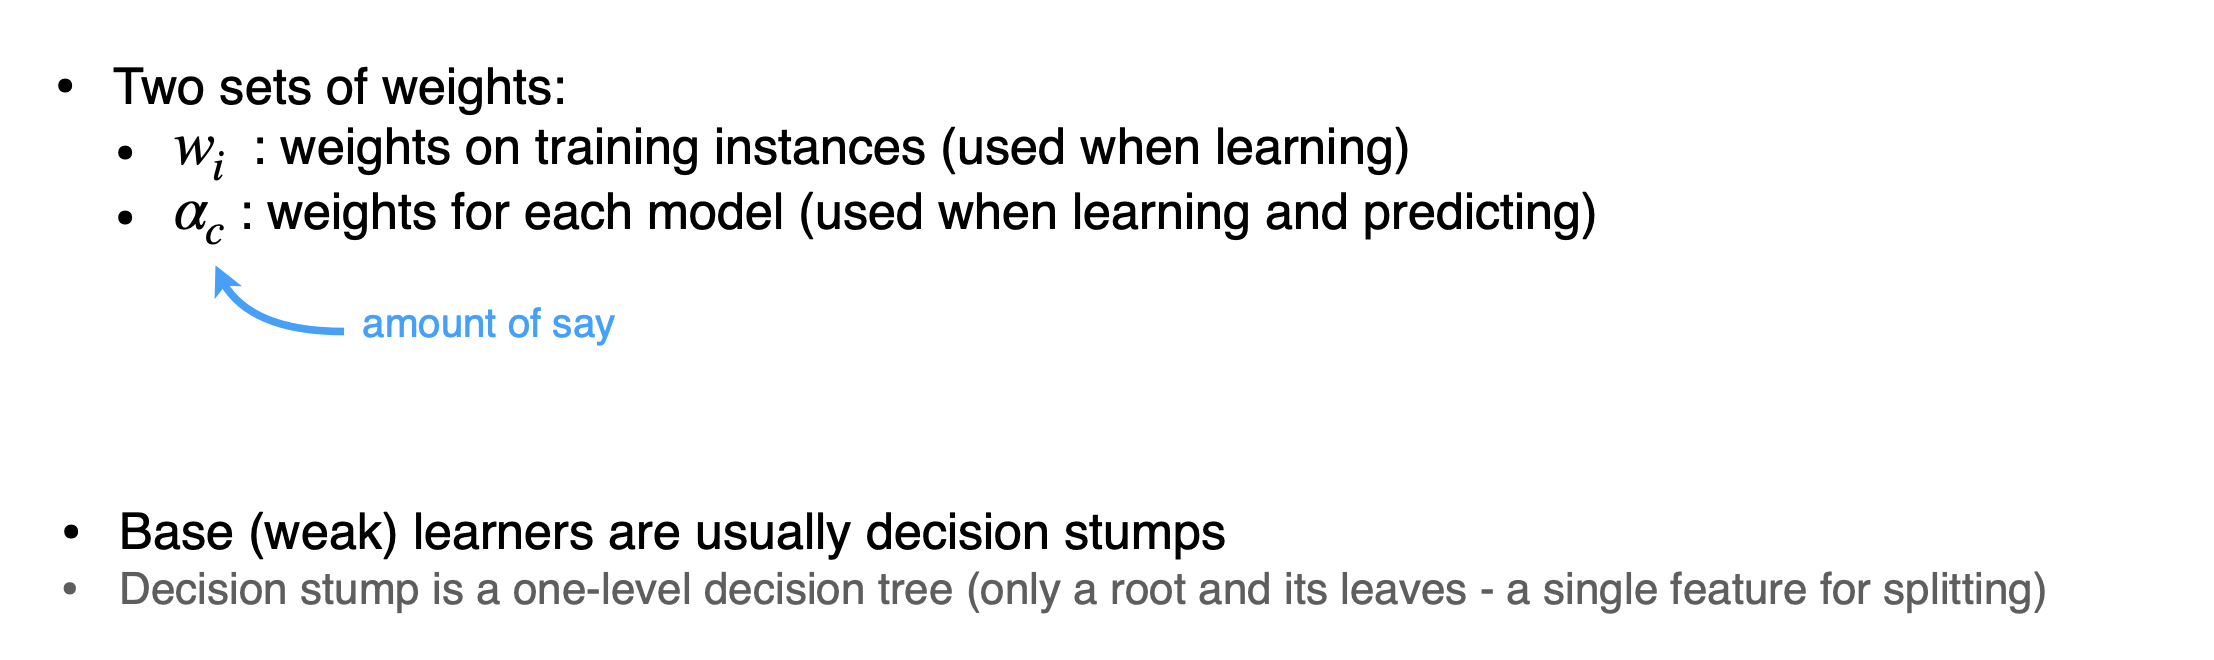 • Two sets of weights:
• wᵢ : weights on training instances (used when learning)
• α_c : weights for each model (used when learning and predicting)
amount of say
• Base (weak) learners are usually decision stumps
• Decision stump is a one-level decision tree (only a root and its leaves - a single feature for splitting)